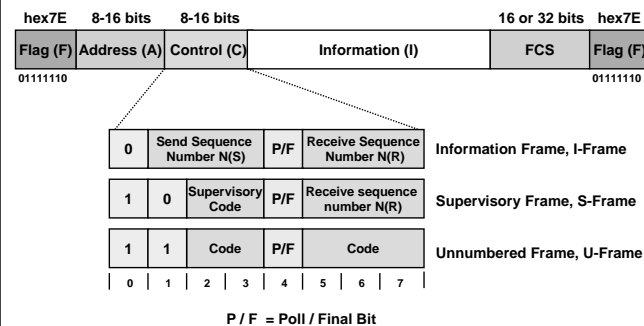 hex7E 8-16 bits 8-16 bits 16 or 32 bits hex7E
Flag (F) Address (A) Control (C) Information (I) FCS Flag (F)
01111110 01111110
0 Send Sequence Number N(S) P/F Receive Sequence Number N(R) Information Frame, I-Frame
1 0 Supervisory Code P/F Receive sequence number N(R) Supervisory Frame, S-Frame
1 1 Code P/F Code Unnumbered Frame, U-Frame
0 1 2 3 4 5 6 7
P / F = Poll / Final Bit